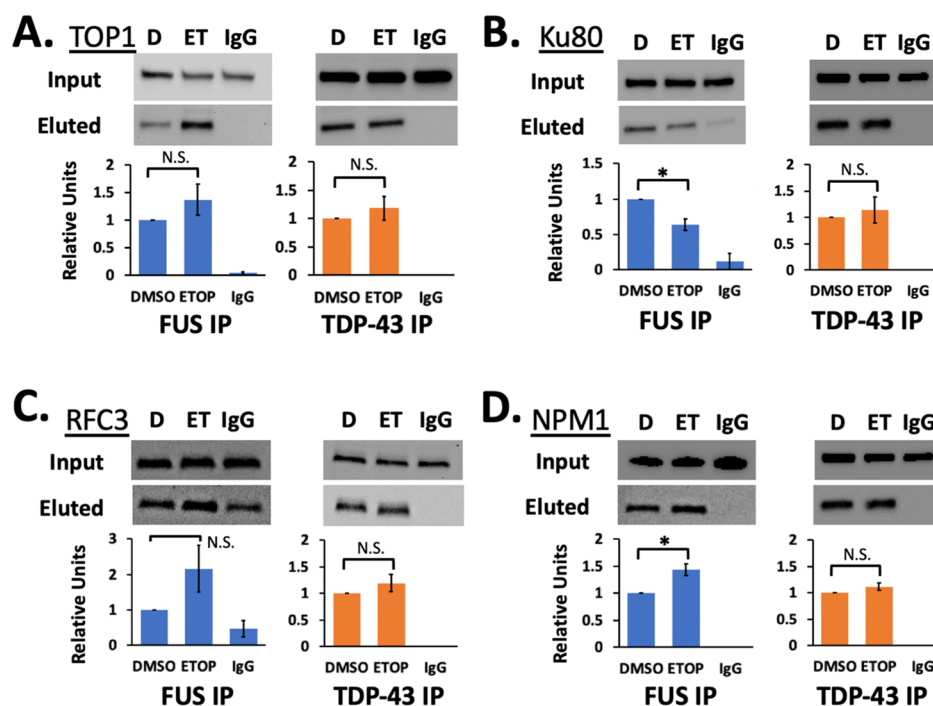 A. TOP1 D ET IgG
Input
Eluted
Relative Units
2
1.5
1
0.5
0
N.S.
DMSO ETOP IgG
FUS IP
2
1.5
1
0.5
0
N.S.
DMSO ETOP IgG
TDP-43 IP
B. Ku80 D ET IgG D ET IgG
Input
Eluted
Relative Units
1.5
1
0.5
0
*
DMSO ETOP IgG
FUS IP
2
1.5
1
0.5
0
N.S.
DMSO ETOP IgG
TDP-43 IP
C. RFC3 D ET IgG D ET IgG
Input
Eluted
Relative Units
3
2
1
0
N.S.
DMSO ETOP IgG
FUS IP
2
1.5
1
0.5
0
N.S.
DMSO ETOP IgG
TDP-43 IP
D. NPM1 D ET IgG D ET IgG
Input
Eluted
Relative Units
2
1.5
1
0.5
0
*
DMSO ETOP IgG
FUS IP
2
1.5
1
0.5
0
N.S.
DMSO ETOP IgG
TDP-43 IP